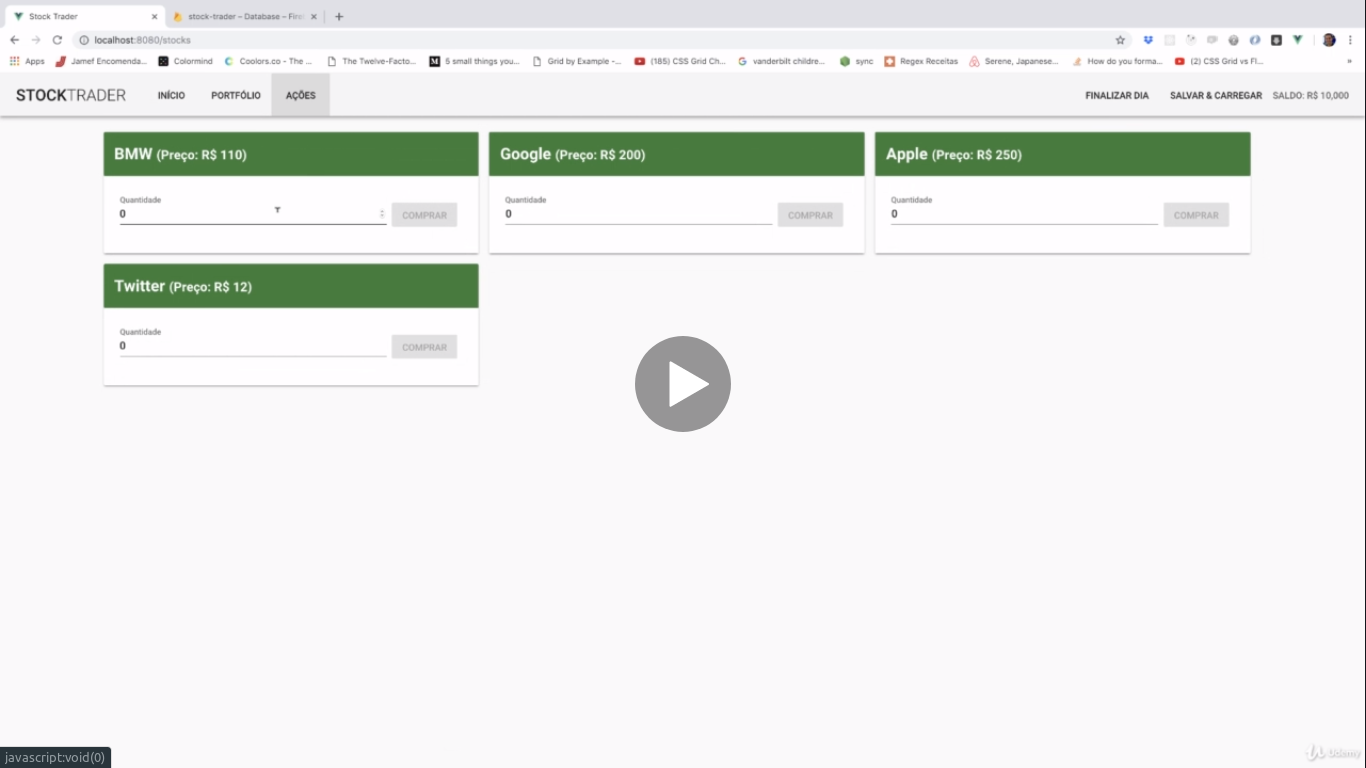 Stock Trader
stock-trader – Database – Fire
localhost:8080/stocks
Apps
Jamef Encomenda...
Colormind
Coolors.co - The ...
The Twelve-Facto...
5 small things you...
Grid by Example -...
(185) CSS Grid Ch...
vanderbilt childre...
sync
Regex Receitas
Serene, Japanese...
How do you forma...
(2) CSS Grid vs Fl...
»
STOCKTRADER
INÍCIO
PORTFÓLIO
AÇÕES
FINALIZAR DIA
SALVAR & CARREGAR
SALDO: R$ 10,000
BMW (Preço: R$ 110)
Quantidade
0
COMPRAR
Google (Preço: R$ 200)
Quantidade
0
COMPRAR
Apple (Preço: R$ 250)
Quantidade
0
COMPRAR
Twitter (Preço: R$ 12)
Quantidade
0
COMPRAR
javascript:void(0)
Udemy